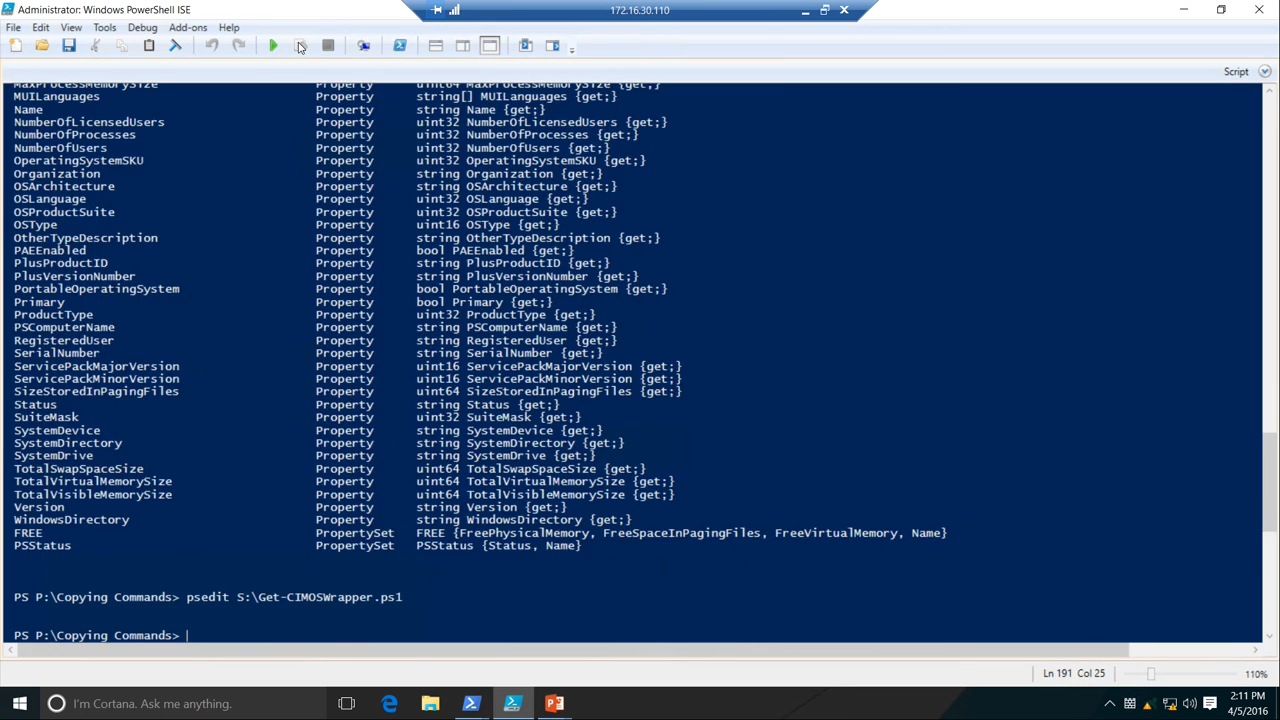 Administrator: Windows PowerShell ISE
172.16.30.110
File Edit View Tools Debug Add-ons Help
Script
MaxProcessMemorySize Property uint64 MaxProcessMemorySize {get;}
MUILanguages Property string[] MUILanguages {get;}
Name Property string Name {get;}
NumberOfLicensedUsers Property uint32 NumberOfLicensedUsers {get;}
NumberOfProcesses Property uint32 NumberOfProcesses {get;}
NumberOfUsers Property uint32 NumberOfUsers {get;}
OperatingSystemSKU Property uint32 OperatingSystemSKU {get;}
Organization Property string Organization {get;}
OSArchitecture Property string OSArchitecture {get;}
OSLanguage Property uint32 OSLanguage {get;}
OSProductSuite Property uint32 OSProductSuite {get;}
OSType Property uint16 OSType {get;}
OtherTypeDescription Property string OtherTypeDescription {get;}
PAEEnabled Property bool PAEEnabled {get;}
PlusProductID Property string PlusProductID {get;}
PlusVersionNumber Property string PlusVersionNumber {get;}
PortableOperatingSystem Property bool PortableOperatingSystem {get;}
Primary Property bool Primary {get;}
ProductType Property uint32 ProductType {get;}
PSComputerName Property string PSComputerName {get;}
RegisteredUser Property string RegisteredUser {get;}
SerialNumber Property string SerialNumber {get;}
ServicePackMajorVersion Property uint16 ServicePackMajorVersion {get;}
ServicePackMinorVersion Property uint16 ServicePackMinorVersion {get;}
SizeStoredInPagingFiles Property uint64 SizeStoredInPagingFiles {get;}
Status Property string Status {get;}
SuiteMask Property uint32 SuiteMask {get;}
SystemDevice Property string SystemDevice {get;}
SystemDirectory Property string SystemDirectory {get;}
SystemDrive Property string SystemDrive {get;}
TotalSwapSpaceSize Property uint64 TotalSwapSpaceSize {get;}
TotalVirtualMemorySize Property uint64 TotalVirtualMemorySize {get;}
TotalVisibleMemorySize Property uint64 TotalVisibleMemorySize {get;}
Version Property string Version {get;}
WindowsDirectory Property string WindowsDirectory {get;}
FREE PropertySet FREE {FreePhysicalMemory, FreeSpaceInPagingFiles, FreeVirtualMemory, Name}
PSStatus PropertySet PSStatus {Status, Name}
PS P:\Copying Commands> psedit S:\Get-CIMOSWrapper.ps1
PS P:\Copying Commands>
Ln 191 Col 25 110%
I'm Cortana. Ask me anything.
2:11 PM
4/5/2016